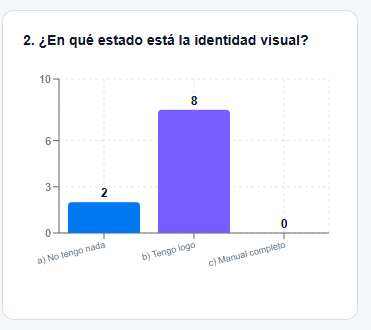 2. ¿En qué estado está la identidad visual?
10
8
6
3
2
0
0
a) No tengo nada
b) Tengo logo
c) Manual completo